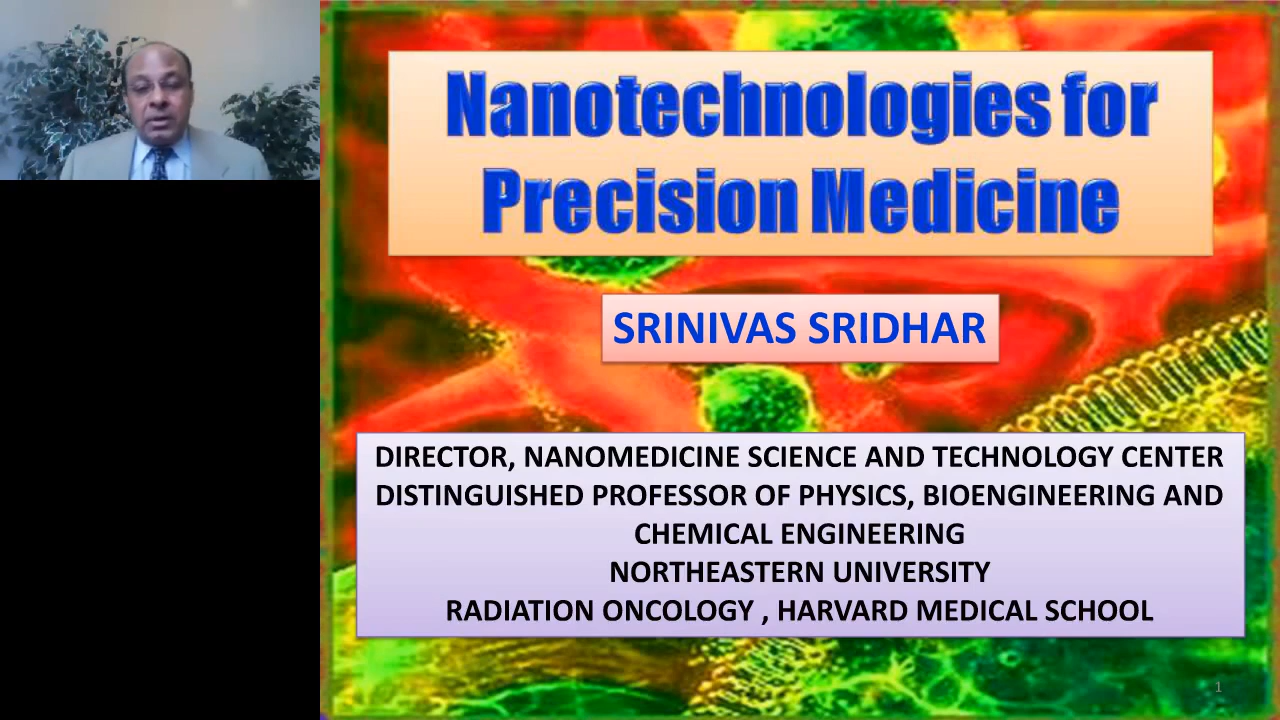 Nanotechnologies for
Precision Medicine
SRINIVAS SRIDHAR
DIRECTOR, NANOMEDICINE SCIENCE AND TECHNOLOGY CENTER
DISTINGUISHED PROFESSOR OF PHYSICS, BIOENGINEERING AND
CHEMICAL ENGINEERING
NORTHEASTERN UNIVERSITY
RADIATION ONCOLOGY , HARVARD MEDICAL SCHOOL
1